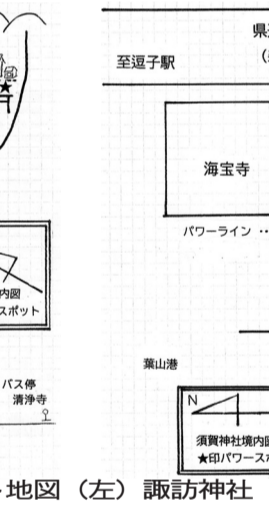 県
至逗子駅
海宝寺
パワーライン ‥
内図
スポット
葉山港
バス停
清浄寺
N
須賀神社境内図
★印パワースポ
地図（左）諏訪神社